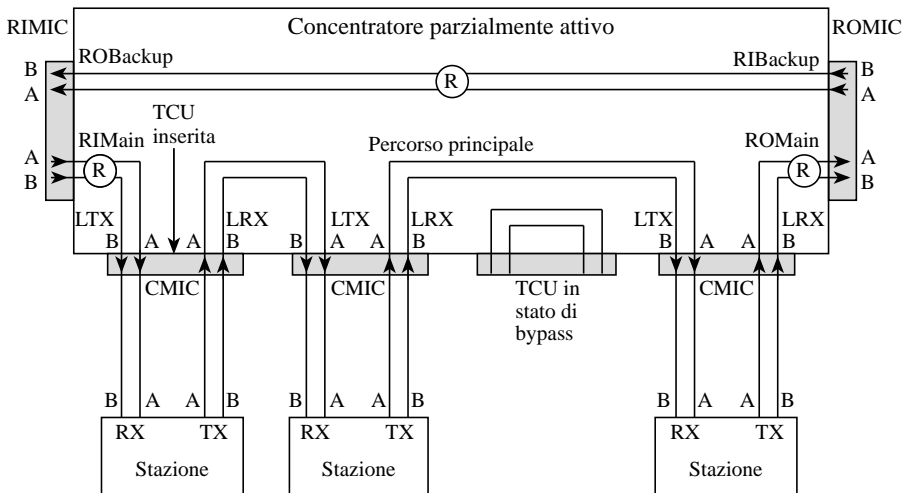 RIMIC
Concentratore parzialmente attivo
ROMIC
ROBackup
RIBackup
B
B
R
A
A
TCU
inserita
RIMain
Percorso principale
ROMain
A
A
R
R
B
B
LTX
LRX
LTX
LRX
LTX
LRX
B A A B
B A A B
B A A B
CMIC
CMIC
TCU in
stato di
bypass
CMIC
B A A B
B A A B
B A A B
RX TX
RX TX
RX TX
Stazione
Stazione
Stazione